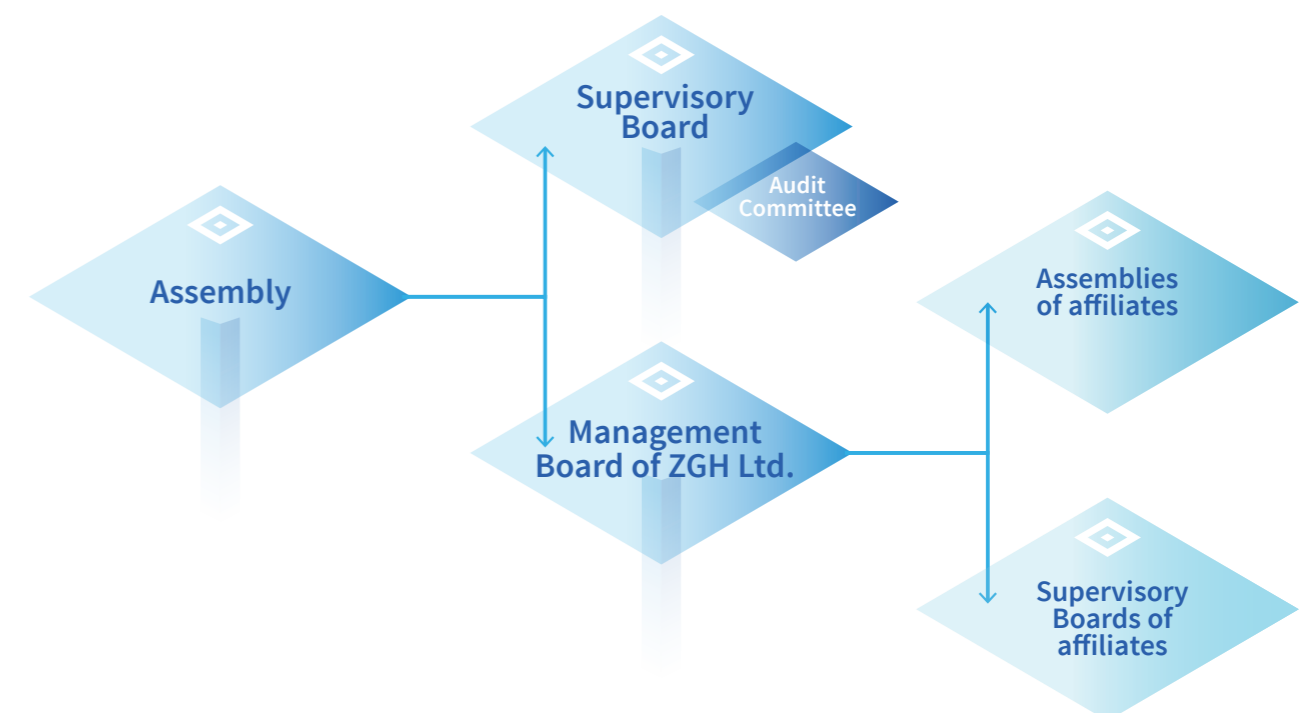 Supervisory
Board
Audit
Committee
Assembly
Management
Board of ZGH Ltd.
Assemblies
of affiliates
Supervisory
Boards of
affiliates